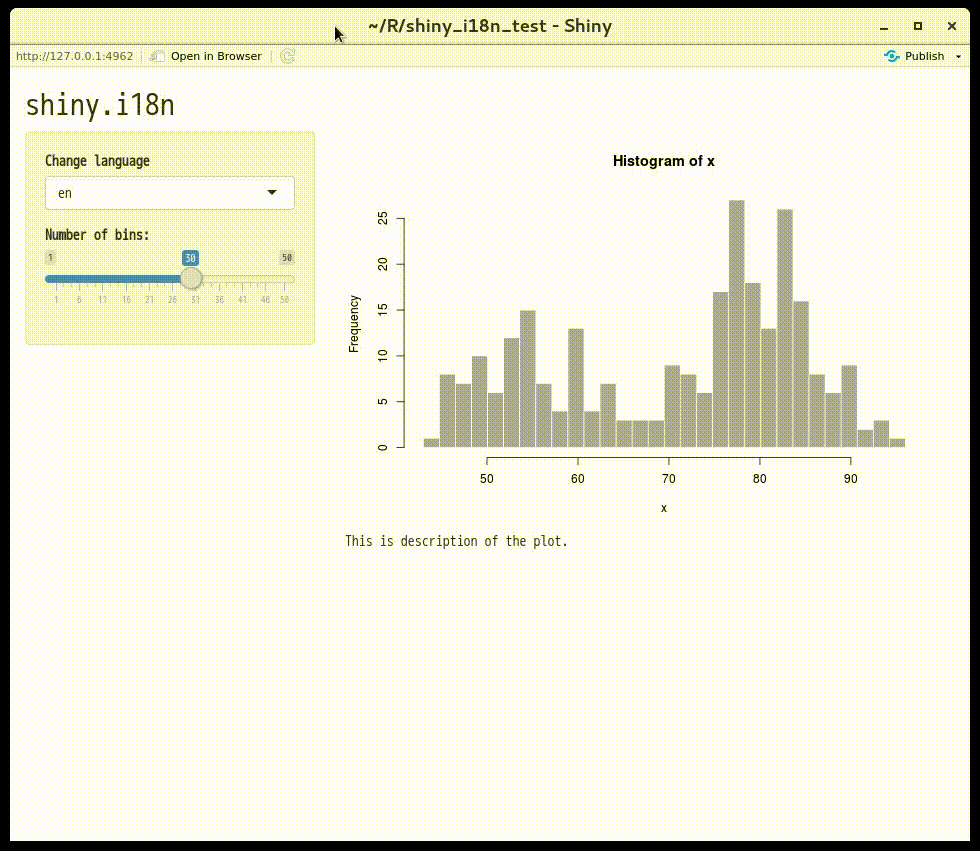 ~/R/shiny_i18n_test - Shiny
http://127.0.0.1:4962 Open in Browser Publish
shiny.i18n
Change language
en
Number of bins:
1 30 50
1 6 11 16 21 26 31 36 41 46 50
Histogram of x
Frequency
25
20
15
10
5
0
50 60 70 80 90
x
This is description of the plot.